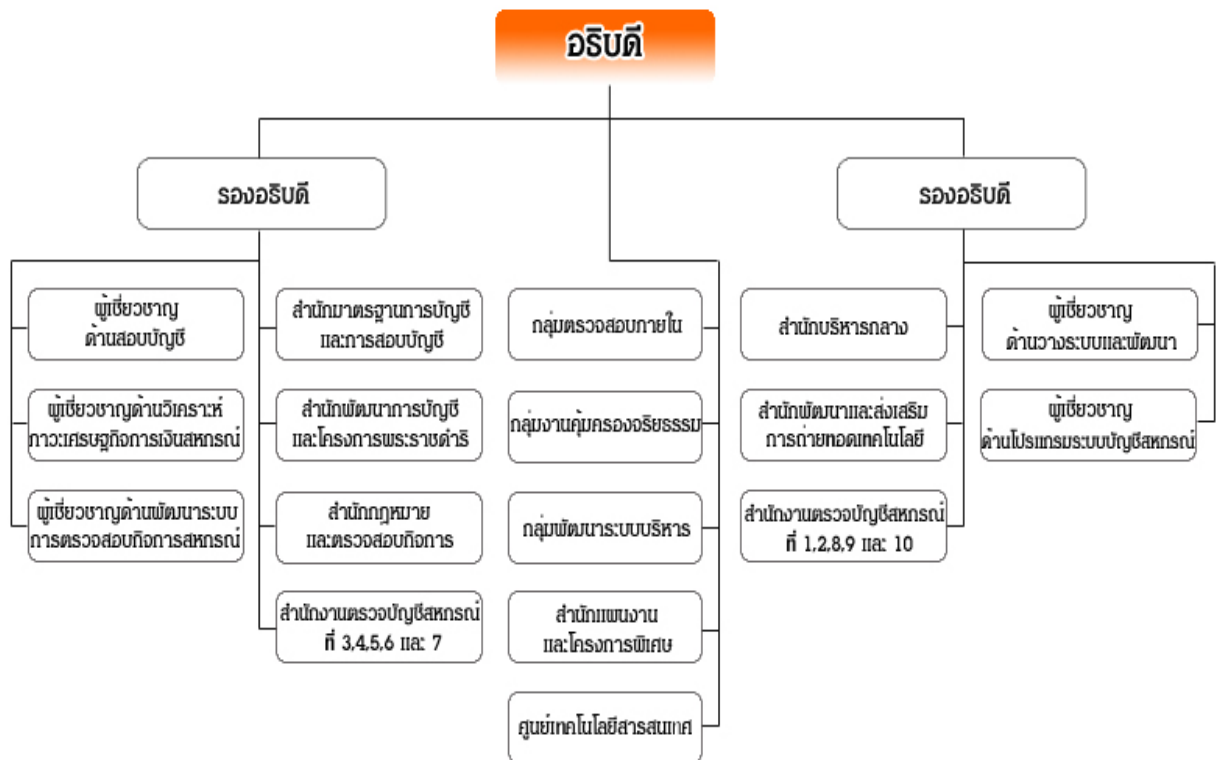 อธิบดี
รองอธิบดี
รองอธิบดี
ผู้เชี่ยวชาญ
ด้านสอบบัญชี
ผู้เชี่ยวชาญด้านวิเคราะห์
ภาวะเศรษฐกิจการเงินสหกรณ์
ผู้เชี่ยวชาญด้านพัฒนาระบบ
การตรวจสอบกิจการสหกรณ์
สำนักมาตรฐานการบัญชี
และการสอบบัญชี
สำนักพัฒนาการบัญชี
และโครงการพระราชดำริ
สำนักกฎหมาย
และตรวจสอบกิจการ
สำนักงานตรวจบัญชีสหกรณ์
ที่ 3,4,5,6 และ 7
กลุ่มตรวจสอบภายใน
กลุ่มงานคุ้มครองจริยธรรม
กลุ่มพัฒนาระบบบริหาร
สำนักแผนงาน
และโครงการพิเศษ
ศูนย์เทคโนโลยีสารสนเทศ
สำนักบริหารกลาง
สำนักพัฒนาและส่งเสริม
การถ่ายทอดเทคโนโลยี
สำนักงานตรวจบัญชีสหกรณ์
ที่ 1,2,8,9 และ 10
ผู้เชี่ยวชาญ
ด้านวางระบบและพัฒนา
ผู้เชี่ยวชาญ
ด้านโปรแกรมระบบบัญชีสหกรณ์